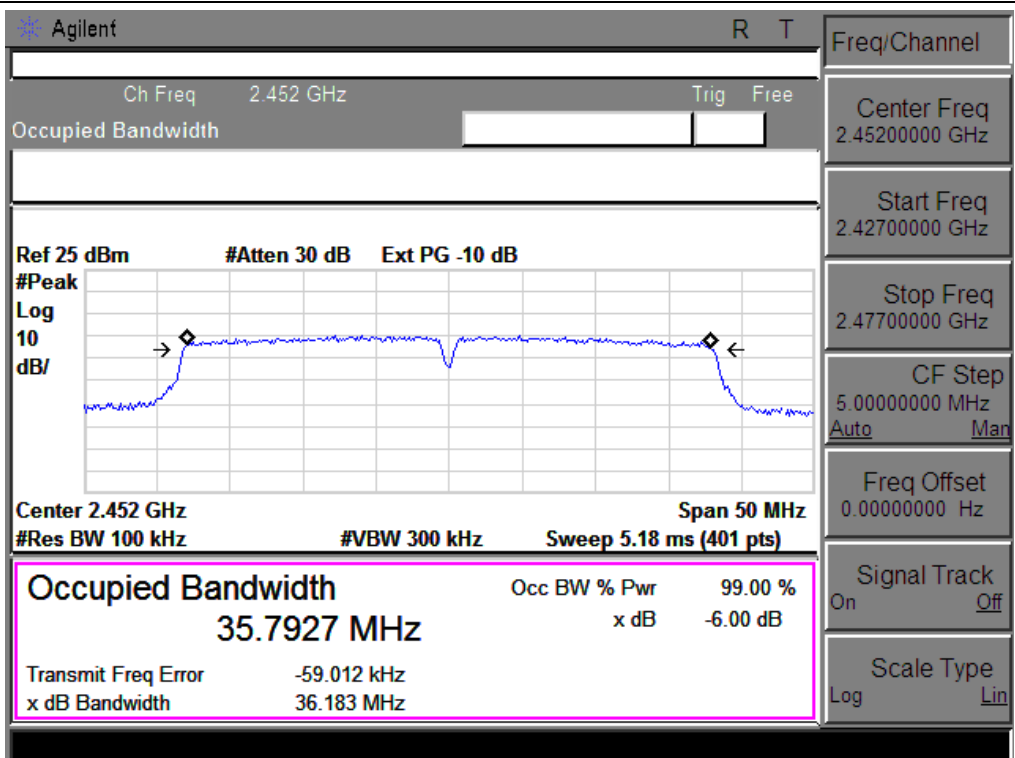 Agilent R T
Ch Freq 2.452 GHz Trig Free
Occupied Bandwidth
Ref 25 dBm #Atten 30 dB Ext PG -10 dB
#Peak
Log
10
dB/
Center 2.452 GHz Span 50 MHz
#Res BW 100 kHz #VBW 300 kHz Sweep 5.18 ms (401 pts)
Occupied Bandwidth Occ BW % Pwr 99.00 %
35.7927 MHz x dB -6.00 dB
Transmit Freq Error -59.012 kHz
x dB Bandwidth 36.183 MHz
Freq/Channel
Center Freq
2.45200000 GHz
Start Freq
2.42700000 GHz
Stop Freq
2.47700000 GHz
CF Step
5.00000000 MHz
Auto Man
Freq Offset
0.00000000 Hz
Signal Track
On Off
Scale Type
Log Lin